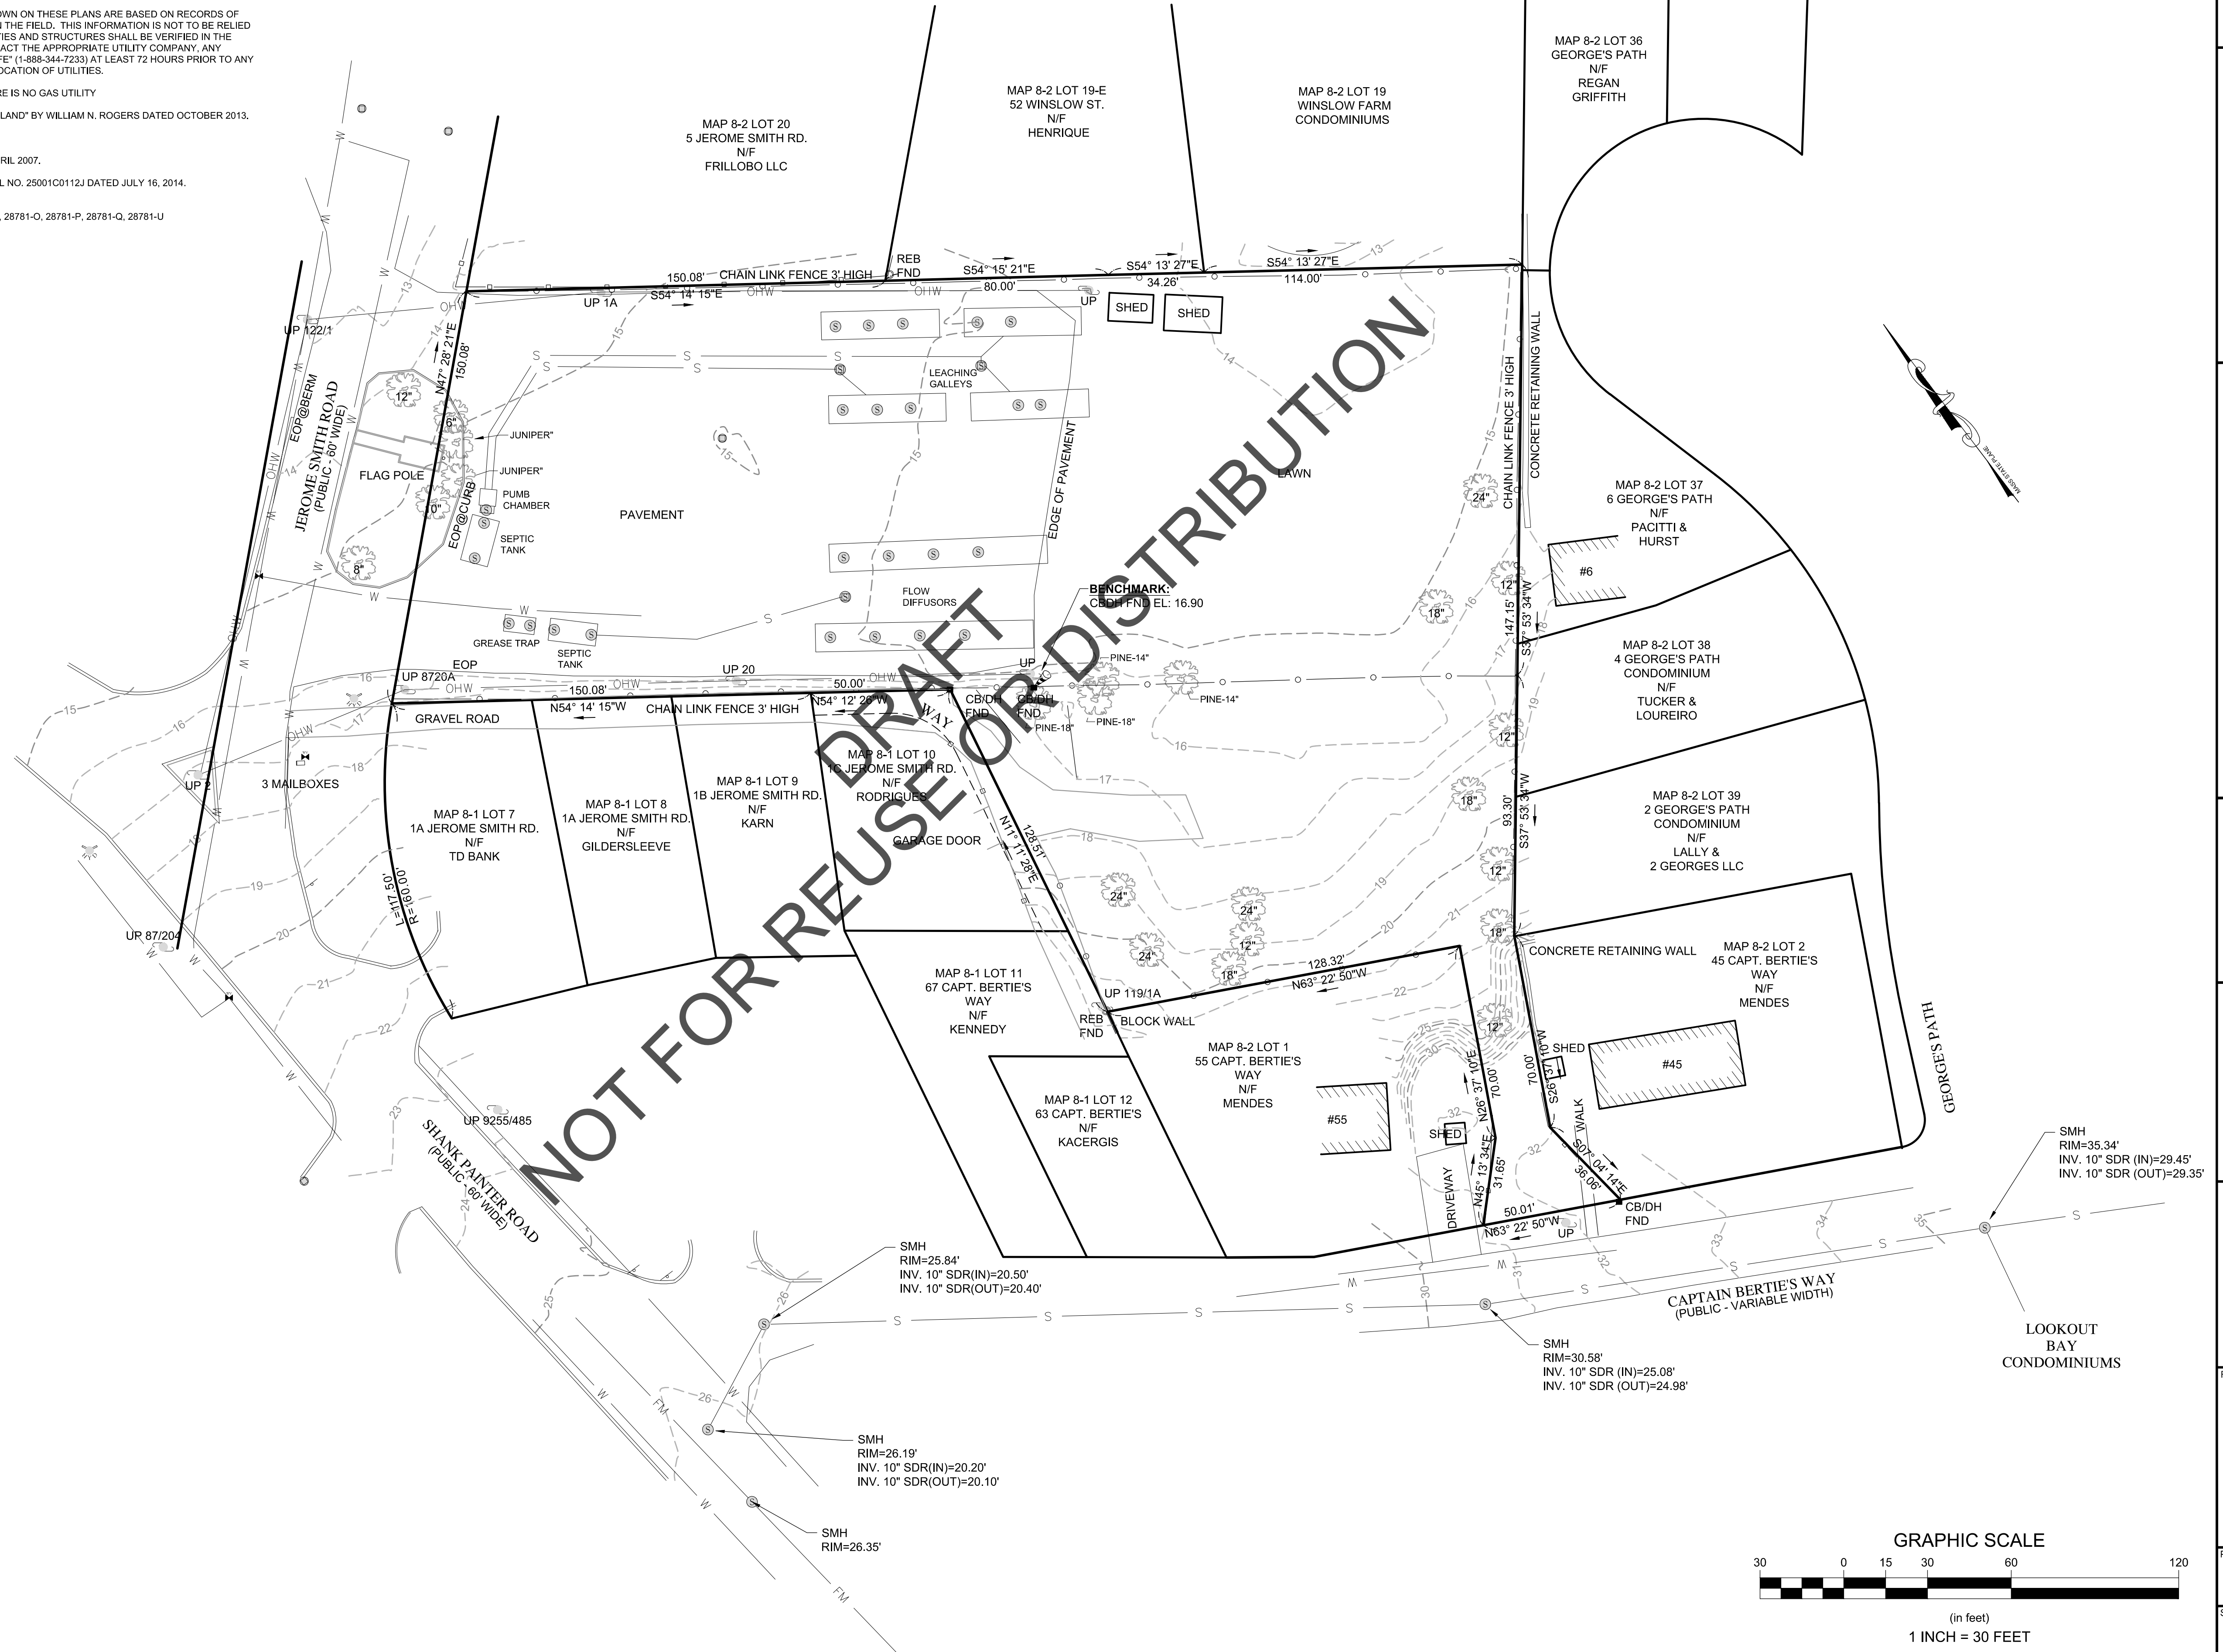 OWN ON THESE PLANS ARE BASED ON RECORDS OF
N THE FIELD. THIS INFORMATION IS NOT TO BE RELIED
TIES AND STRUCTURES SHALL BE VERIFIED IN THE
ACT THE APPROPRIATE UTILITY COMPANY, ANY
FE" (1-888-344-7233) AT LEAST 72 HOURS PRIOR TO ANY
OCATION OF UTILITIES.
RE IS NO GAS UTILITY
LAND" BY WILLIAM N. ROGERS DATED OCTOBER 2013.
RIL 2007.
L NO. 25001C0112J DATED JULY 16, 2014.
, 28781-O, 28781-P, 28781-Q, 28781-U
MAP 8-2 LOT 20
5 JEROME SMITH RD.
N/F
FRILLOBO LLC
MAP 8-2 LOT 19-E
52 WINSLOW ST.
N/F
HENRIQUE
MAP 8-2 LOT 19
WINSLOW FARM
CONDOMINIUMS
MAP 8-2 LOT 36
GEORGE'S PATH
N/F
REGAN
GRIFFITH
150.08'
CHAIN LINK FENCE 3' HIGH
S54° 14' 15"E
REB
FND
S54° 15' 21"E
80.00'
S54° 13' 27"E
34.26'
S54° 13' 27"E
114.00'
13
UP 122/1
UP 1A
UP
OHW
SHED
SHED
N47° 28' 21"E
150.08'
EOP@BERM
JEROME SMITH ROAD
(PUBLIC - 60' WIDE)
12"
6"
JUNIPER"
JUNIPER"
FLAG POLE
10"
8"
EOP@CURB
PUMB
CHAMBER
SEPTIC
TANK
PAVEMENT
LEACHING
GALLEYS
EDGE OF PAVEMENT
LAWN
14
15
CHAIN LINK FENCE 3' HIGH
CONCRETE RETAINING WALL
24"
MASS STATE PLANE
MAP 8-2 LOT 37
6 GEORGE'S PATH
N/F
PACITTI &
HURST
#6
BENCHMARK:
CBDH FND EL: 16.90
FLOW
DIFFUSORS
GREASE TRAP
SEPTIC
TANK
12"
18"
147.15'
S37° 53' 34"W
MAP 8-2 LOT 38
4 GEORGE'S PATH
CONDOMINIUM
N/F
TUCKER &
LOUREIRO
EOP
UP 8720A
UP 20
UP
PINE-14"
PINE-14"
PINE-18"
PINE-18"
150.08'
50.00'
N54° 14' 15"W
CHAIN LINK FENCE 3' HIGH
N54° 12' 26"W
WAY
CB/DH
FND
CB/DH
FND
GRAVEL ROAD
3 MAILBOXES
UP 2
MAP 8-1 LOT 7
1A JEROME SMITH RD.
N/F
TD BANK
MAP 8-1 LOT 8
1A JEROME SMITH RD.
N/F
GILDERSLEEVE
MAP 8-1 LOT 9
1B JEROME SMITH RD.
N/F
KARN
MAP 8-1 LOT 10
1C JEROME SMITH RD.
N/F
RODRIGUES
GARAGE DOOR
128.51'
N11° 11' 28"E
12"
18"
93.30'
S37° 53' 34"W
12"
MAP 8-2 LOT 39
2 GEORGE'S PATH
CONDOMINIUM
N/F
LALLY &
2 GEORGES LLC
L=117.50'
R=160.00'
UP 87/204
24"
24"
12"
24"
18"
18"
128.32'
N63° 22' 50"W
UP 119/1A
REB
FND
BLOCK WALL
CONCRETE RETAINING WALL
MAP 8-2 LOT 2
45 CAPT. BERTIE'S
WAY
N/F
MENDES
MAP 8-1 LOT 11
67 CAPT. BERTIE'S
WAY
N/F
KENNEDY
MAP 8-2 LOT 1
55 CAPT. BERTIE'S
WAY
N/F
MENDES
MAP 8-1 LOT 12
63 CAPT. BERTIE'S
N/F
KACERGIS
12"
#55
SHED
N26° 37' 10"E
70.00'
70.00'
S26° 37' 10"W
SHED
#45
WALK
DRIVEWAY
N45° 13' 34"E
31.65'
S07° 04' 14"E
36.06'
50.01'
N63° 22' 50"W
UP
CB/DH
FND
GEORGE'S PATH
UP 9255/485
SHANK PAINTER ROAD
(PUBLIC - 60' WIDE)
SMH
RIM=35.34'
INV. 10" SDR (IN)=29.45'
INV. 10" SDR (OUT)=29.35'
SMH
RIM=25.84'
INV. 10" SDR(IN)=20.50'
INV. 10" SDR(OUT)=20.40'
CAPTAIN BERTIE'S WAY
(PUBLIC - VARIABLE WIDTH)
LOOKOUT
BAY
CONDOMINIUMS
SMH
RIM=30.58'
INV. 10" SDR (IN)=25.08'
INV. 10" SDR (OUT)=24.98'
SMH
RIM=26.19'
INV. 10" SDR(IN)=20.20'
INV. 10" SDR(OUT)=20.10'
SMH
RIM=26.35'
DRAFT
NOT FOR REUSE OR DISTRIBUTION
GRAPHIC SCALE
30 0 15 30 60 120
(in feet)
1 INCH = 30 FEET